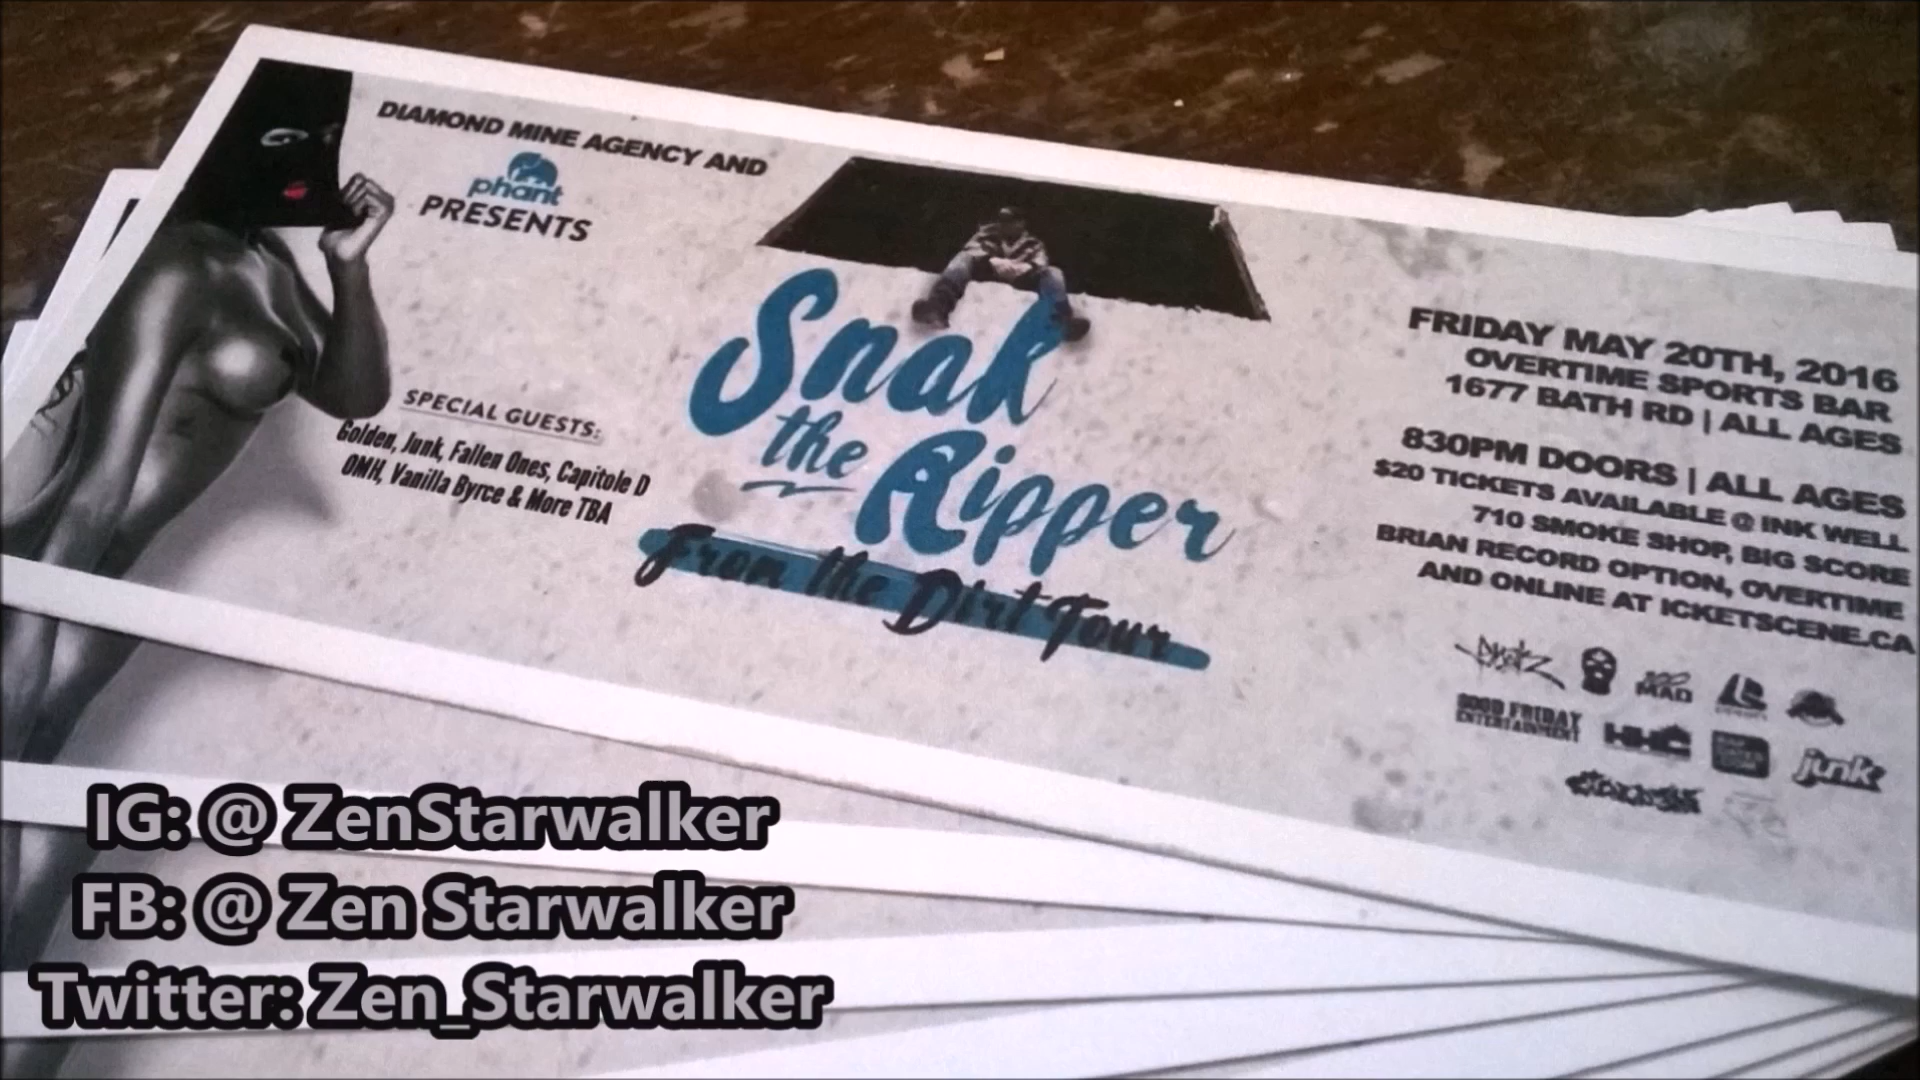 DIAMOND MINE AGENCY AND
phant
PRESENTS
SPECIAL GUESTS:
Golden, Junk, Fallen Ones, Capitole D
OMH, Vanilla Byrce & More TBA
Snak
the
Ripper
From the Dirt Tour
FRIDAY MAY 20TH, 2016
OVERTIME SPORTS BAR
1677 BATH RD | ALL AGES
830PM DOORS | ALL AGES
$20 TICKETS AVAILABLE @ INK WELL
710 SMOKE SHOP, BIG SCORE
BRIAN RECORD OPTION, OVERTIME
AND ONLINE AT ICKETSCENE.CA
MAD
GOOD FRIDAY
ENTERTAINMENT
HHC
junk
IG: @ ZenStarwalker
FB: @ Zen Starwalker
Twitter: Zen_Starwalker